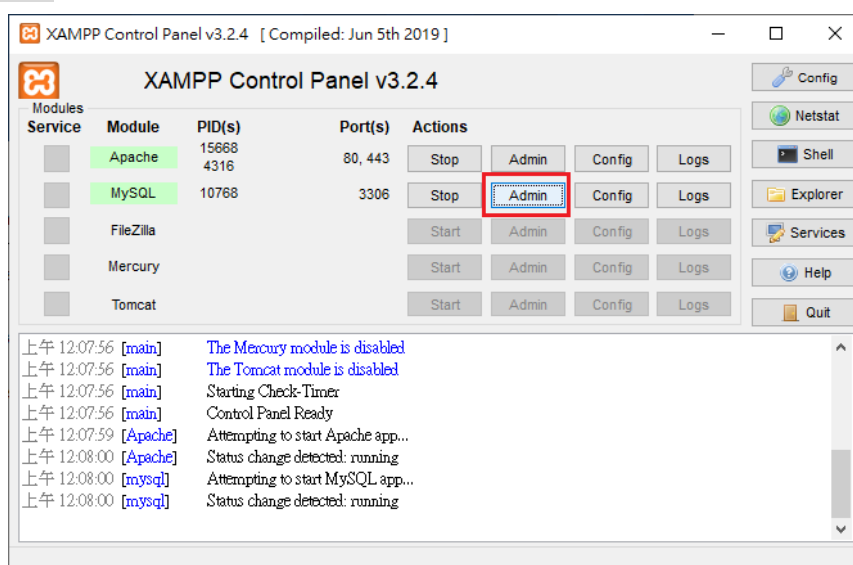 XAMPP Control Panel v3.2.4 [ Compiled: Jun 5th 2019 ]
XAMPP Control Panel v3.2.4
Config
Modules
Service Module PID(s) Port(s) Actions
Netstat
Apache 15668 4316 80, 443 Stop Admin Config Logs
Shell
MySQL 10768 3306 Stop Admin Config Logs
Explorer
FileZilla Start Admin Config Logs
Services
Mercury Start Admin Config Logs
Help
Tomcat Start Admin Config Logs
Quit
上午 12:07:56 [main] The Mercury module is disabled
上午 12:07:56 [main] The Tomcat module is disabled
上午 12:07:56 [main] Starting Check-Timer
上午 12:07:56 [main] Control Panel Ready
上午 12:07:59 [Apache] Attempting to start Apache app...
上午 12:08:00 [Apache] Status change detected: running
上午 12:08:00 [mysql] Attempting to start MySQL app...
上午 12:08:00 [mysql] Status change detected: running